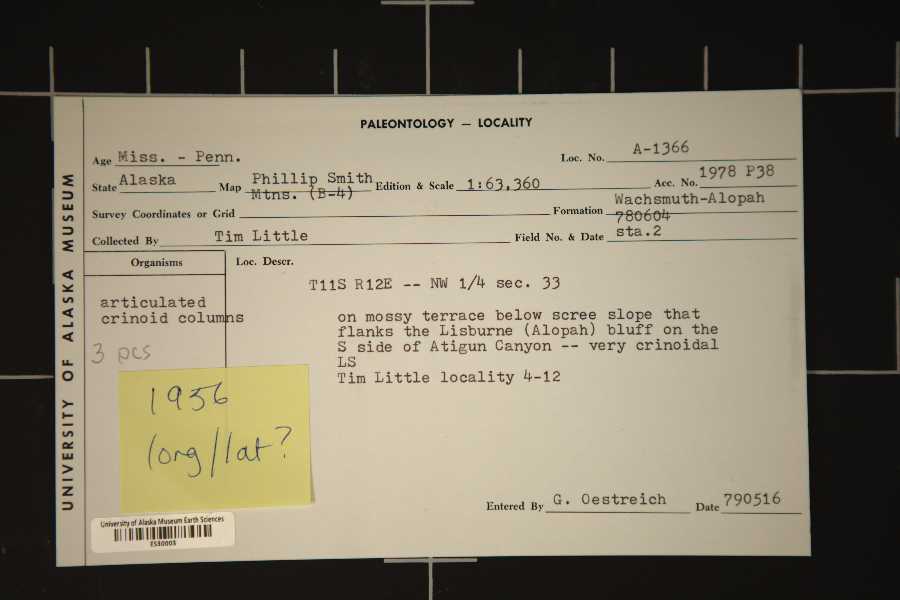 PALEONTOLOGY — LOCALITY
Age Miss. - Penn. Loc. No. A-1366
State Alaska Map Phillip Smith Mtns. (B-4) Edition & Scale 1:63,360 Acc. No. 1978 P38
Survey Coordinates or Grid Formation Wachsmuth-Alopah
Collected By Tim Little Field No. & Date 780604 sta.2
Organisms Loc. Descr.
T11S R12E -- NW 1/4 sec. 33
articulated
crinoid columns
3 pcs
on mossy terrace below scree slope that
flanks the Lisburne (Alopah) bluff on the
S side of Atigun Canyon -- very crinoidal
LS
Tim Little locality 4-12
1956
long/lat?
Entered By G. Oestreich Date 790516
University of Alaska Museum Earth Sciences
ES30003
UNIVERSITY OF ALASKA MUSEUM